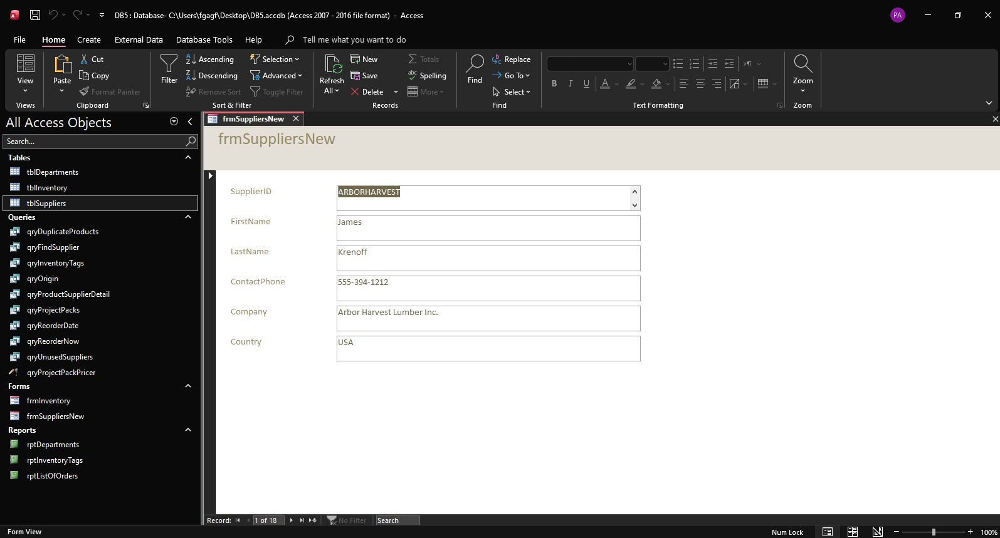 DB5 : Database- C:\Users\fgagf\Desktop\DB5.accdb (Access 2007 - 2016 file format) - Access
PA
File Home Create External Data Database Tools Help Tell me what you want to do
View
Views
Paste
Cut
Copy
Format Painter
Clipboard
Filter
Ascending
Descending
Remove Sort
Selection
Advanced
Toggle Filter
Sort & Filter
Refresh
All
New
Save
Delete
Totals
Spelling
More
Records
Find
Replace
Go To
Select
Find
B I U A
Text Formatting
Zoom
Zoom
All Access Objects
Search...
Tables
tblDepartments
tblInventory
tblSuppliers
Queries
qryDuplicateProducts
qryFindSupplier
qryInventoryTags
qryOrigin
qryProductSupplierDetail
qryProjectPacks
qryReorderDate
qryReorderNow
qryUnusedSuppliers
qryProjectPackPricer
Forms
frmInventory
frmSuppliersNew
Reports
rptDepartments
rptInventoryTags
rptListOfOrders
frmSuppliersNew
frmSuppliersNew
SupplierID ARBORHARVEST
FirstName James
LastName Krenoff
ContactPhone 555-394-1212
Company Arbor Harvest Lumber Inc.
Country USA
Record: 1 of 18 No Filter Search
Form View
Num Lock
100%